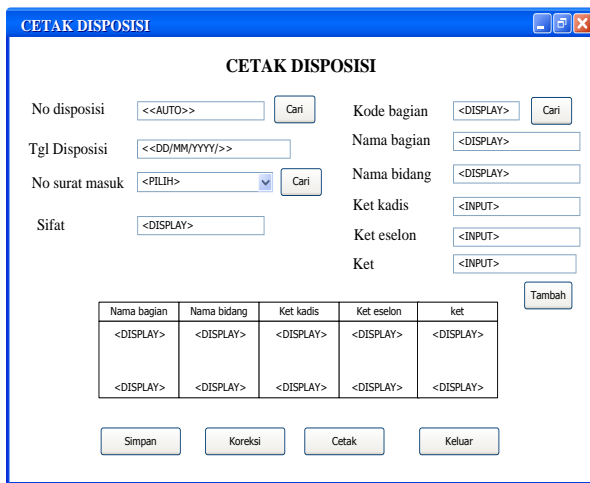 CETAK DISPOSISI
CETAK DISPOSISI
No disposisi <<AUTO>> Cari
Tgl Disposisi <<DD/MM/YYYY/>>
No surat masuk <PILIH> Cari
Sifat <DISPLAY>
Kode bagian <DISPLAY> Cari
Nama bagian <DISPLAY>
Nama bidang <DISPLAY>
Ket kadis <INPUT>
Ket eselon <INPUT>
Ket <INPUT>
Tambah
Nama bagian Nama bidang Ket kadis Ket eselon ket
<DISPLAY> <DISPLAY> <DISPLAY> <DISPLAY> <DISPLAY>
<DISPLAY> <DISPLAY> <DISPLAY> <DISPLAY> <DISPLAY>
Simpan Koreksi Cetak Keluar